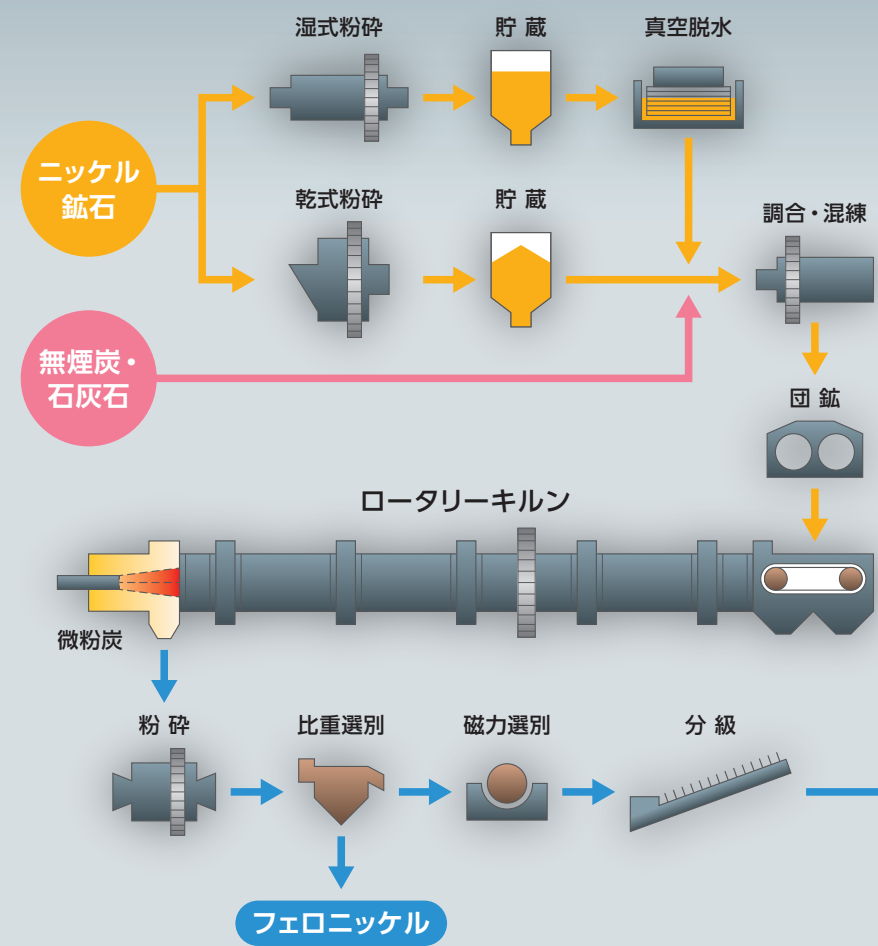 湿式粉砕
貯 蔵
真空脱水
ニッケル
鉱石
乾式粉砕
貯 蔵
調合・混練
無煙炭・
石灰石
団 鉱
ロータリーキルン
微粉炭
粉 砕
比重選別
磁力選別
分 級
フェロニッケル